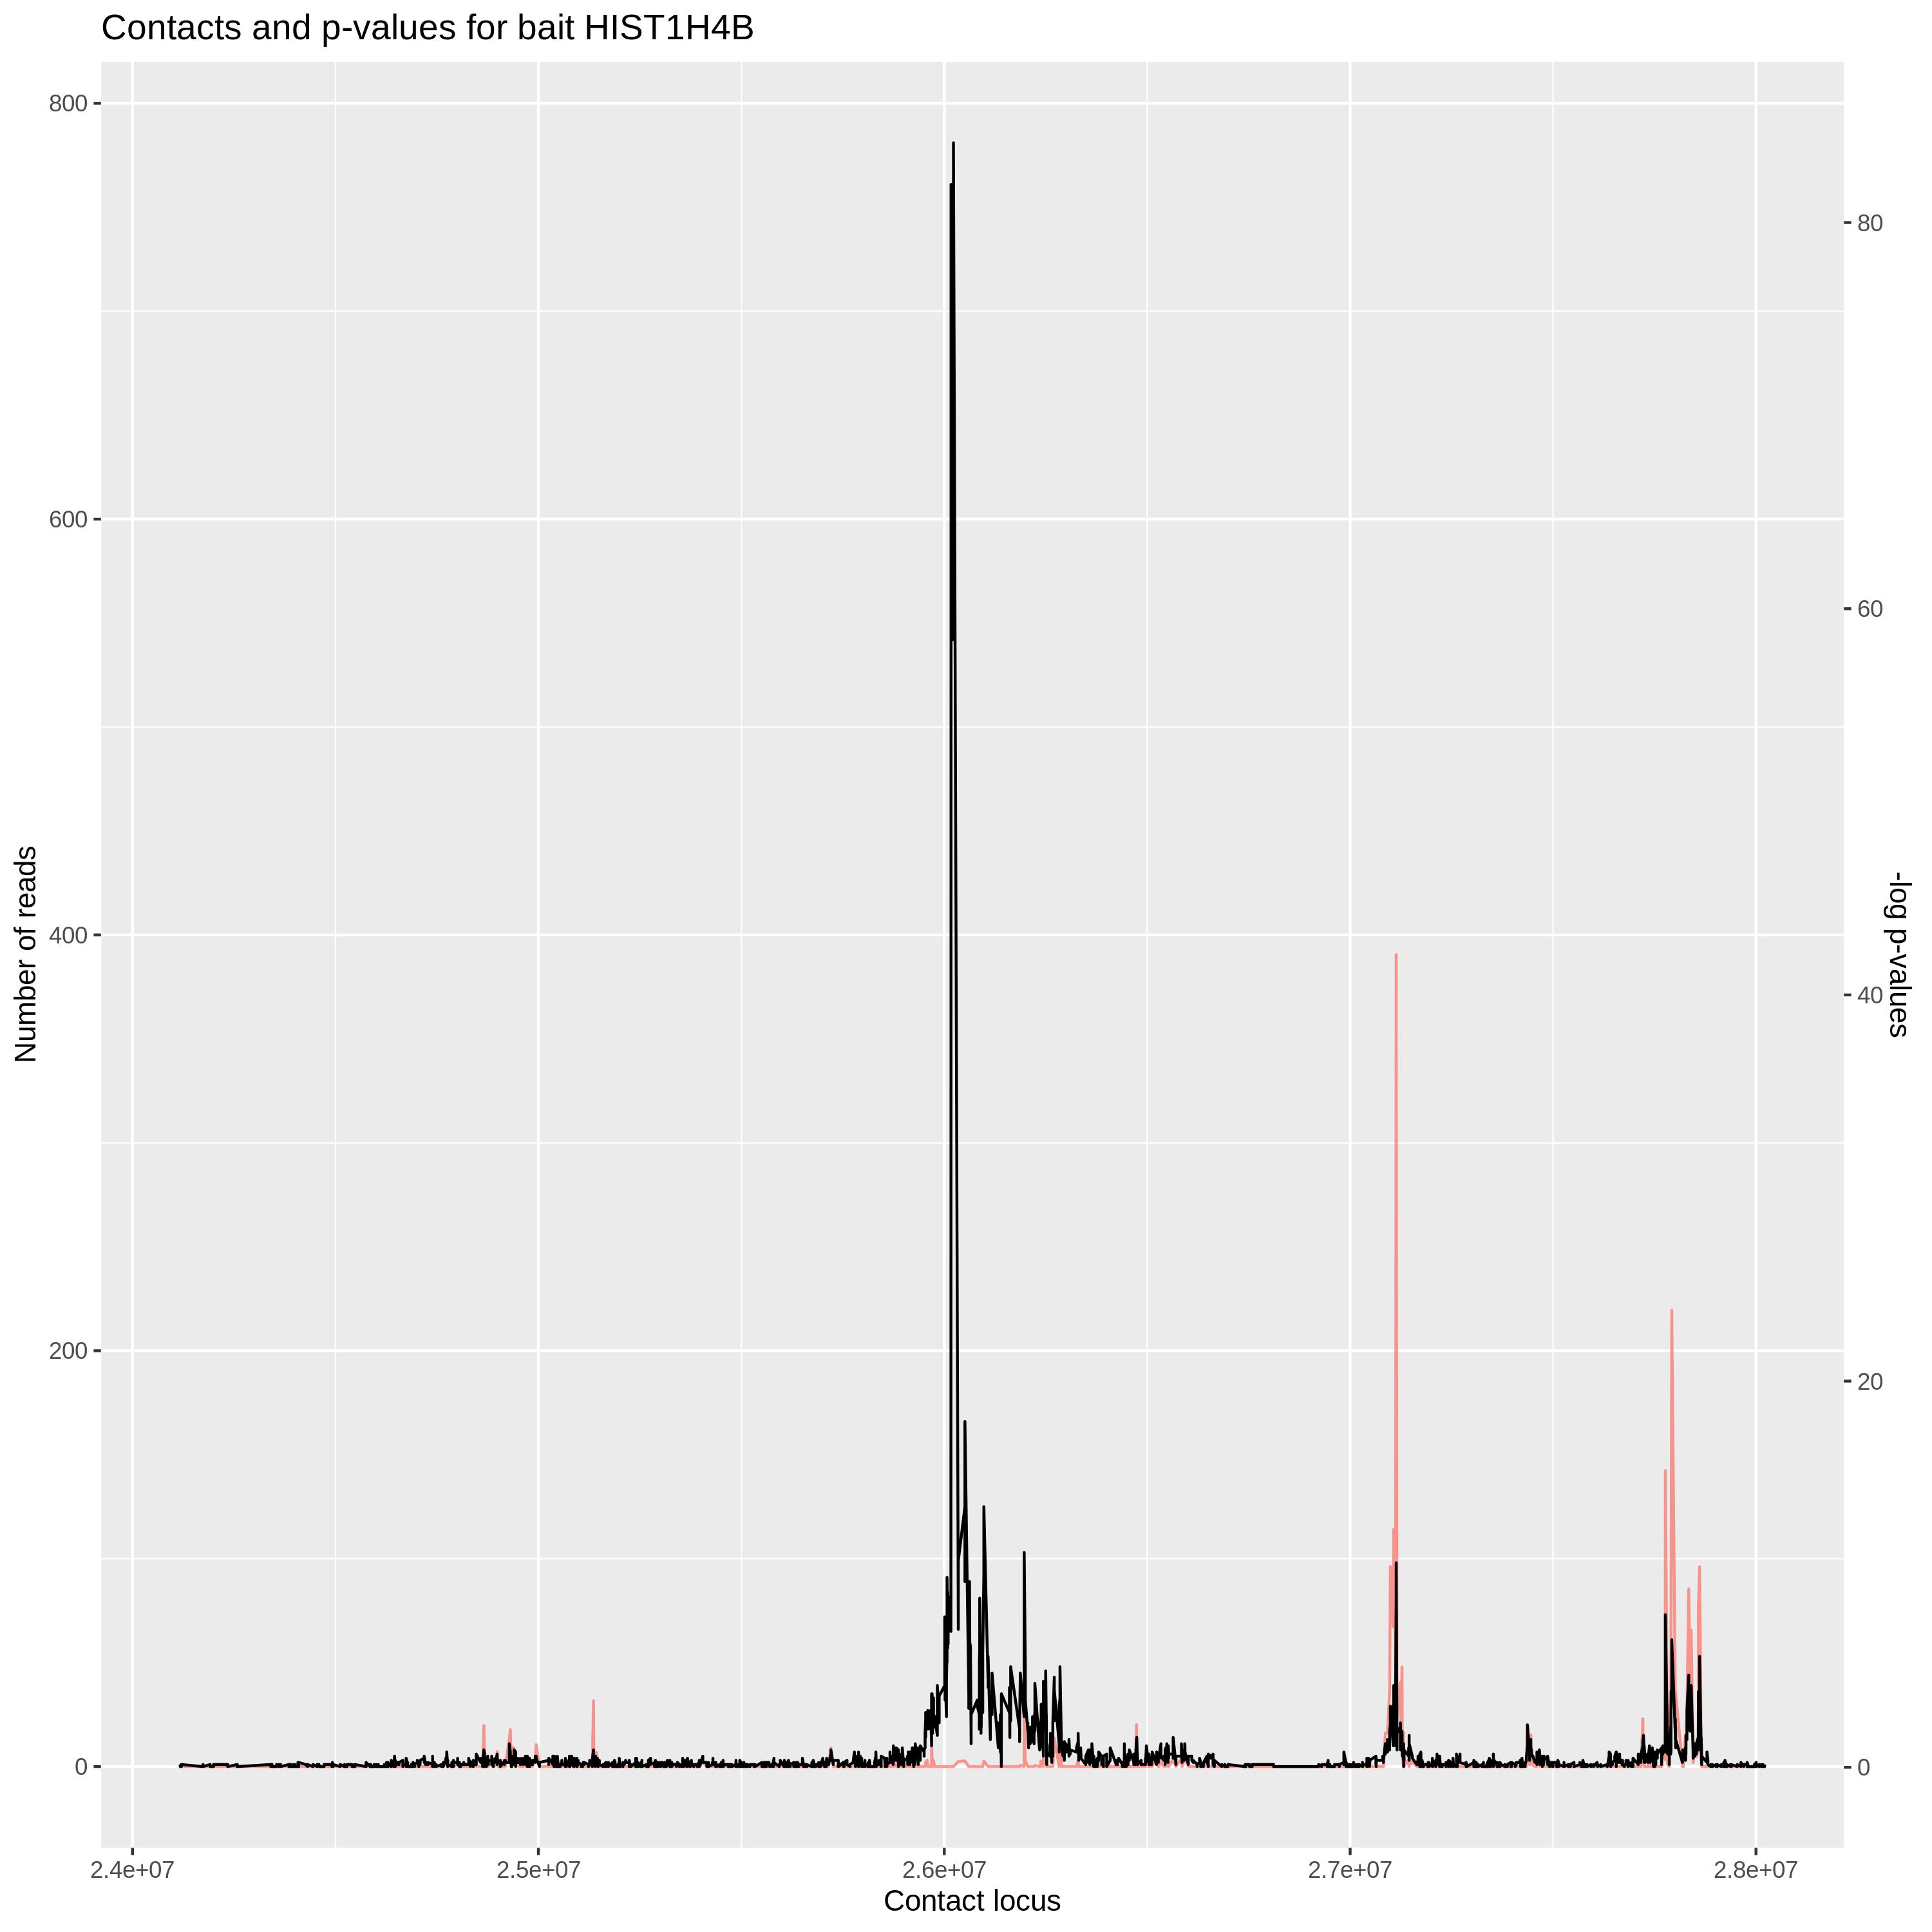 Contacts and p-values for bait HIST1H4B
800
600
400
200
0
Number of reads
80
60
40
20
0
-log p-values
2.4e+07
2.5e+07
2.6e+07
2.7e+07
2.8e+07
Contact locus